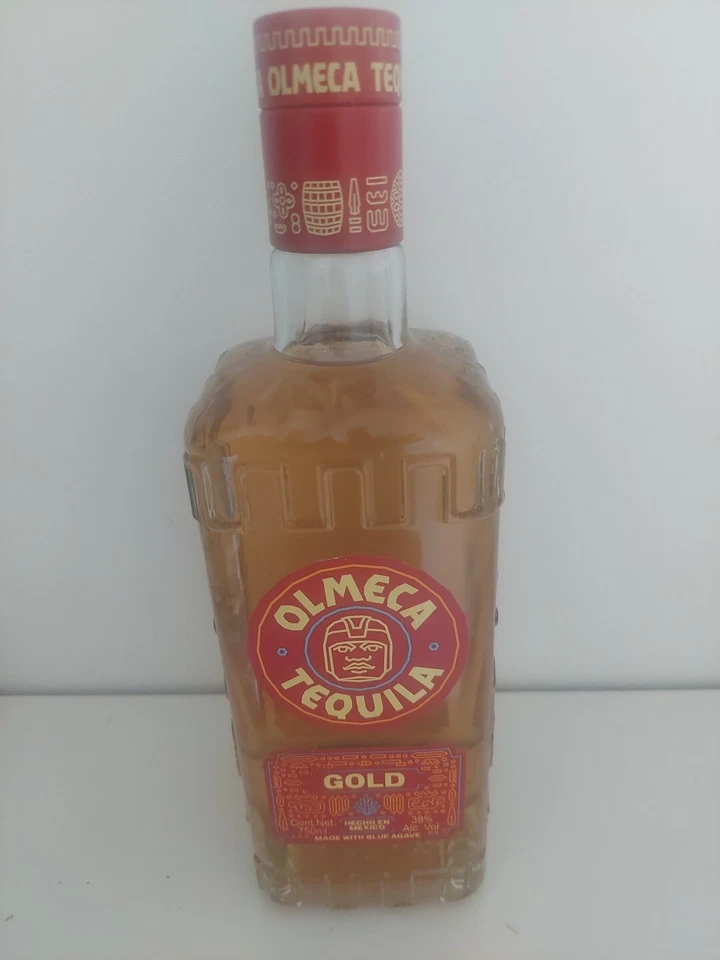 A OLMECA TEQ
OLMECA
TEQUILA
GOLD
Cont. Net.
750ml
HECHO EN
MEXICO
38%
Alc. Vol
MADE WITH BLUE AGAVE